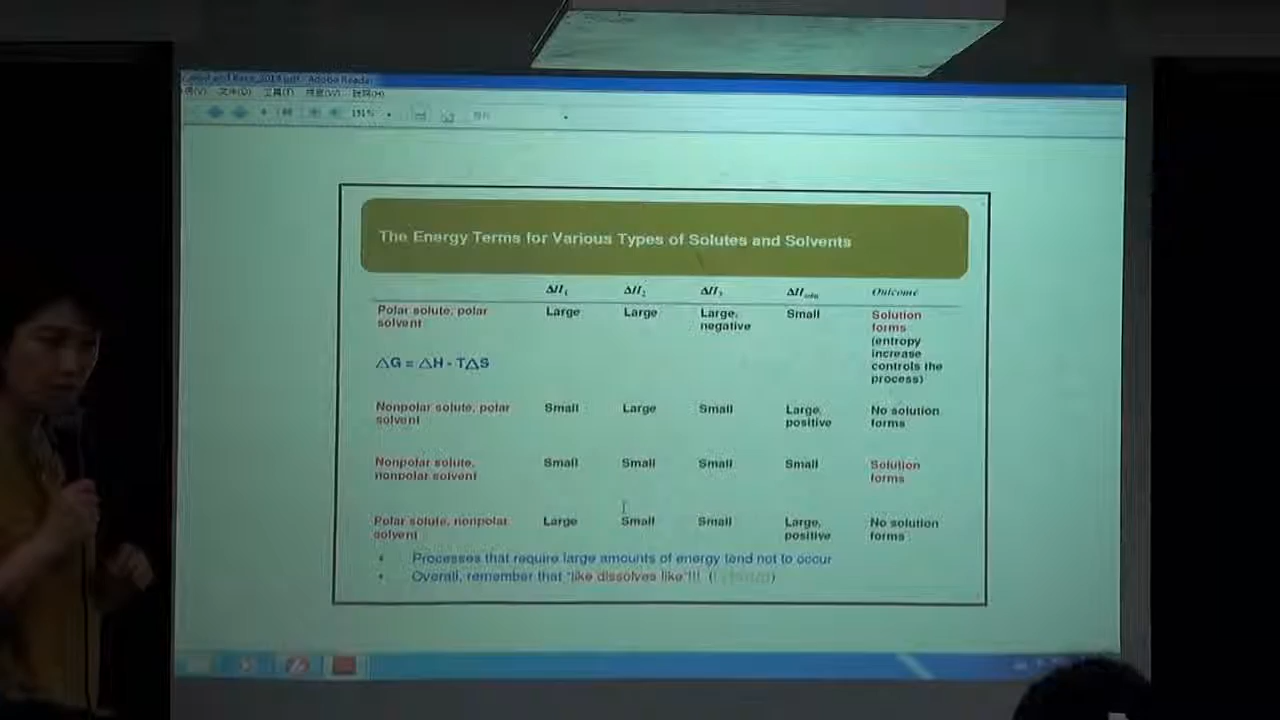 Adobe Reader
151%
The Energy Terms for Various Types of Solutes and Solvents
ΔH₁ ΔH₂ ΔH₃ ΔHsoln Outcome
Polar solute, polar solvent Large Large Large, negative Small Solution forms (entropy increase controls the process)
△G = △H - T△S
Nonpolar solute, polar solvent Small Large Small Large, positive No solution forms
Nonpolar solute, nonpolar solvent Small Small Small Small Solution forms
Polar solute, nonpolar solvent Large Small Small Large, positive No solution forms
• Processes that require large amounts of energy tend not to occur
• Overall, remember that "like dissolves like"!!!